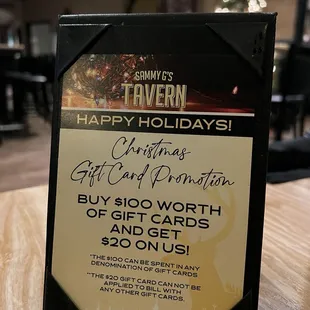 SAMMY G'S
TAVERN
HAPPY HOLIDAYS!
Christmas
Gift Card Promotion
BUY $100 WORTH
OF GIFT CARDS
AND GET
$20 ON US!
*THE $100 CAN BE SPENT IN ANY
DENOMINATION OF GIFT CARDS
**THE $20 GIFT CARD CAN NOT BE
APPLIED TO BILL WITH
ANY OTHER GIFT CARDS.